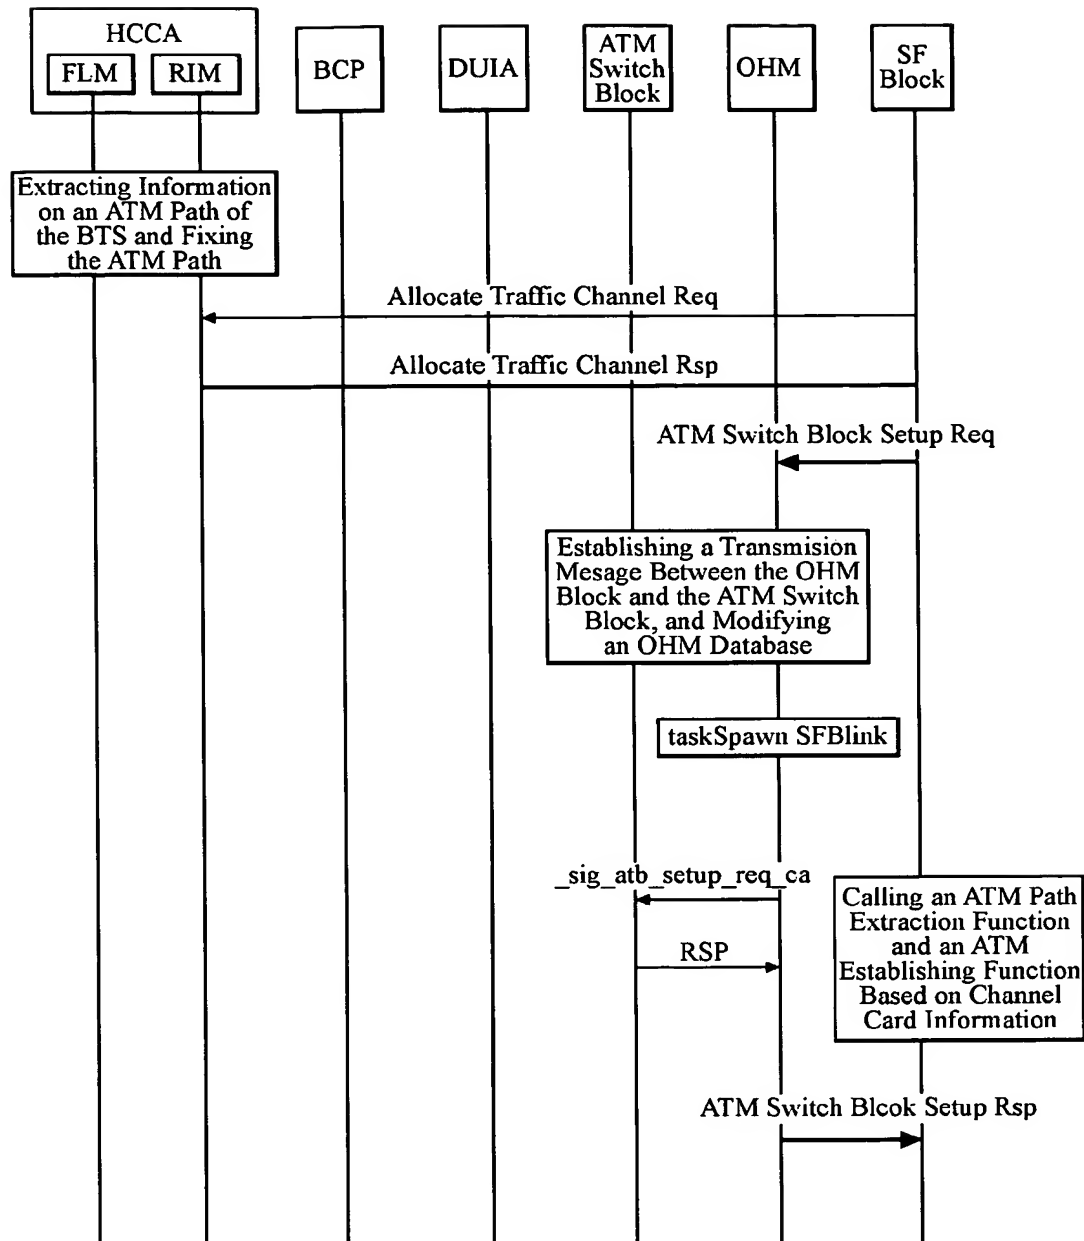 HCCA
FLM
RIM
BCP
DUIA
ATM
Switch
Block
OHM
SF
Block
Extracting Information
on an ATM Path of
the BTS and Fixing
the ATM Path
Allocate Traffic Channel Req
Allocate Traffic Channel Rsp
ATM Switch Block Setup Req
Establishing a Transmision
Mesage Between the OHM
Block and the ATM Switch
Block, and Modifying
an OHM Database
taskSpawn SFBlink
_sig_atb_setup_req_ca
RSP
Calling an ATM Path
Extraction Function
and an ATM
Establishing Function
Based on Channel
Card Information
ATM Switch Blcok Setup Rsp